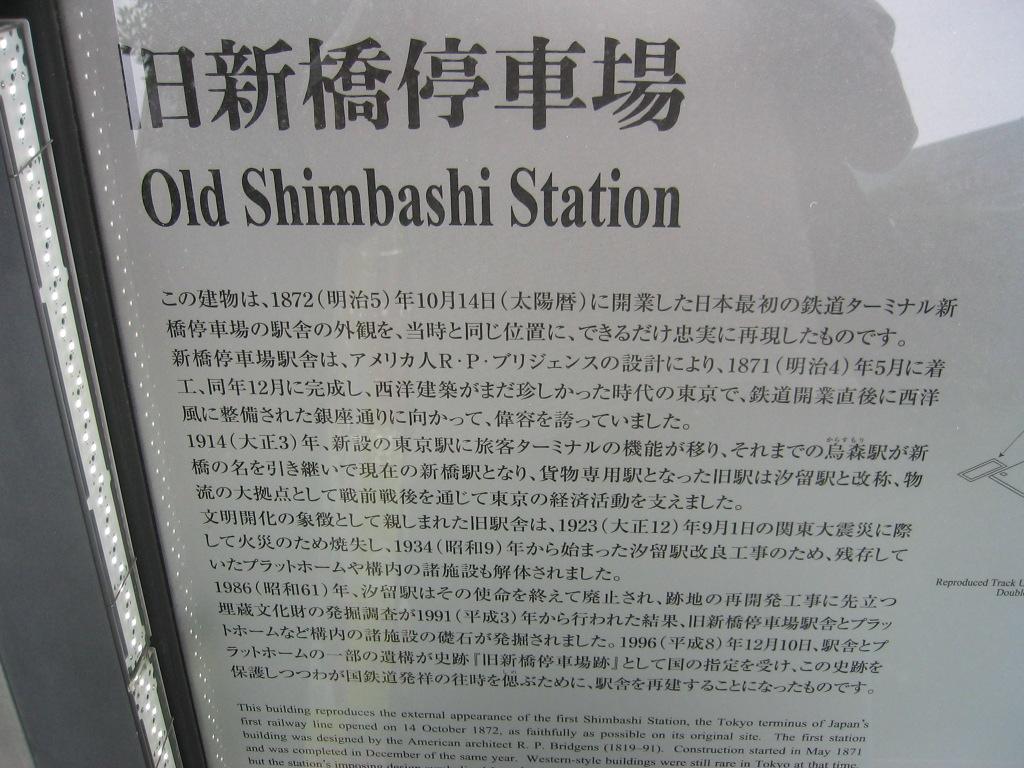 旧新橋停車場
Old Shimbashi Station
この建物は、1872(明治5)年10月14日(太陽暦)に開業した日本最初の鉄道ターミナル新
橋停車場の駅舎の外観を、当時と同じ位置に、できるだけ忠実に再現したものです。
新橋停車場駅舎は、アメリカ人R・P・ブリジェンスの設計により、1871(明治4)年5月に着
工、同年12月に完成し、西洋建築がまだ珍しかった時代の東京で、鉄道開業直後に西洋
風に整備された銀座通りに向かって、偉容を誇っていました。
1914(大正3)年、新設の東京駅に旅客ターミナルの機能が移り、それまでの烏森駅が新
からすもり
橋の名を引き継いで現在の新橋駅となり、貨物専用駅となった旧駅は汐留駅と改称、物
流の大拠点として戦前戦後を通じて東京の経済活動を支えました。
文明開化の象徴として親しまれた旧駅舎は、1923(大正12)年9月1日の関東大震災に際
して火災のため焼失し、1934(昭和9)年から始まった汐留駅改良工事のため、残存して
いたプラットホームや構内の諸施設も解体されました。
1986(昭和61)年、汐留駅はその使命を終えて廃止され、跡地の再開発工事に先立つ
埋蔵文化財の発掘調査が1991(平成3)年から行われた結果、旧新橋停車場駅舎とプラッ
トホームなど構内の諸施設の礎石が発掘されました。1996(平成8)年12月10日、駅舎とプ
ラットホームの一部の遺構が史跡『旧新橋停車場跡』として国の指定を受け、この史跡を
保護しつつわが国鉄道発祥の往時を偲ぶために、駅舎を再建することになったものです。
This building reproduces the external appearance of the first Shimbashi Station, the Tokyo terminus of Japan's
first railway line opened on 14 October 1872, as faithfully as possible on its original site. The first station
building was designed by the American architect R. P. Bridgens (1819–91). Construction started in May 1871
and was completed in December of the same year. Western-style buildings were still rare in Tokyo at that time,
but the station's imposing design
Reproduced Track
Doubl